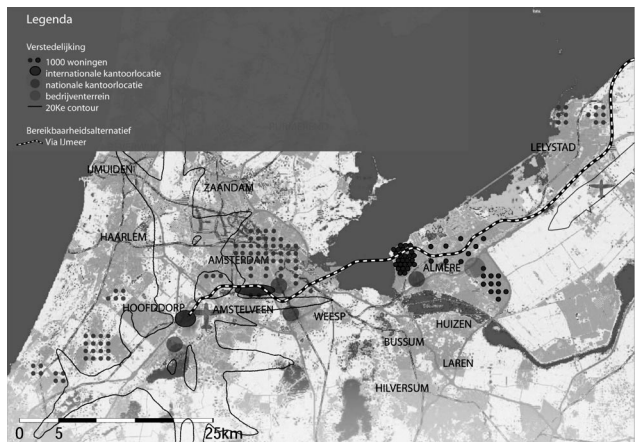 Legenda
Verstedelijking
1000 woningen
internationale kantoorlocatie
nationale kantoorlocatie
bedrijventerrein
20Ke contour
Bereikbaarheidsalternatief
Via IJmeer
LELYSTAD
IJMUIDEN
ZAANDAM
HAARLEM
AMSTERDAM
ALMERE
HOOFDDORP
AMSTELVEEN
WEESP
HUIZEN
BUSSUM
LAREN
HILVERSUM
0 5 25km